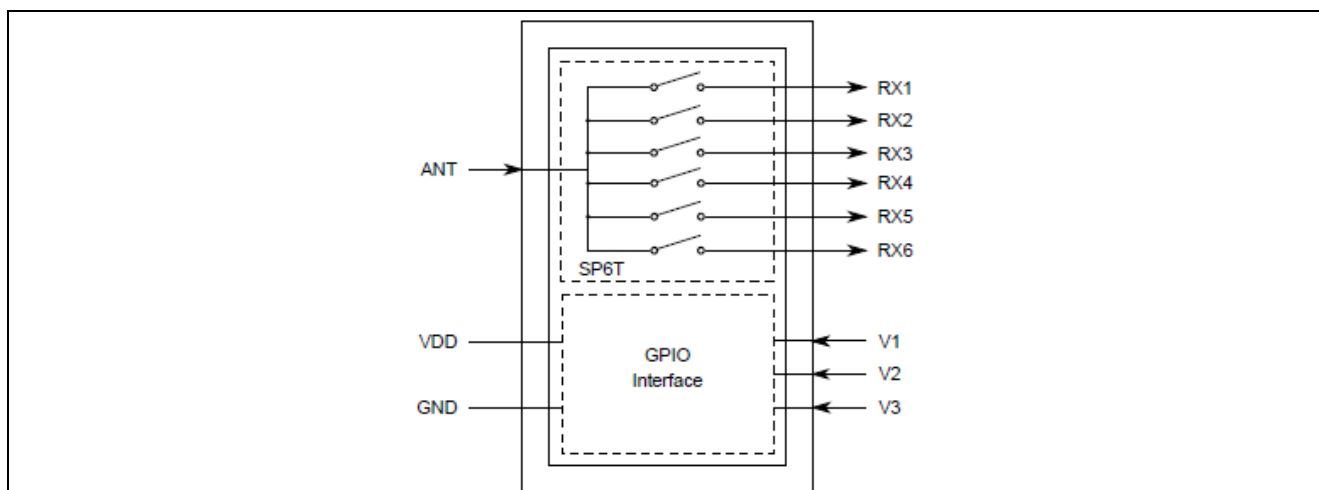 RX1
RX2
RX3
ANT
RX4
RX5
RX6
SP6T
VDD
V1
GPIO
Interface
V2
GND
V3